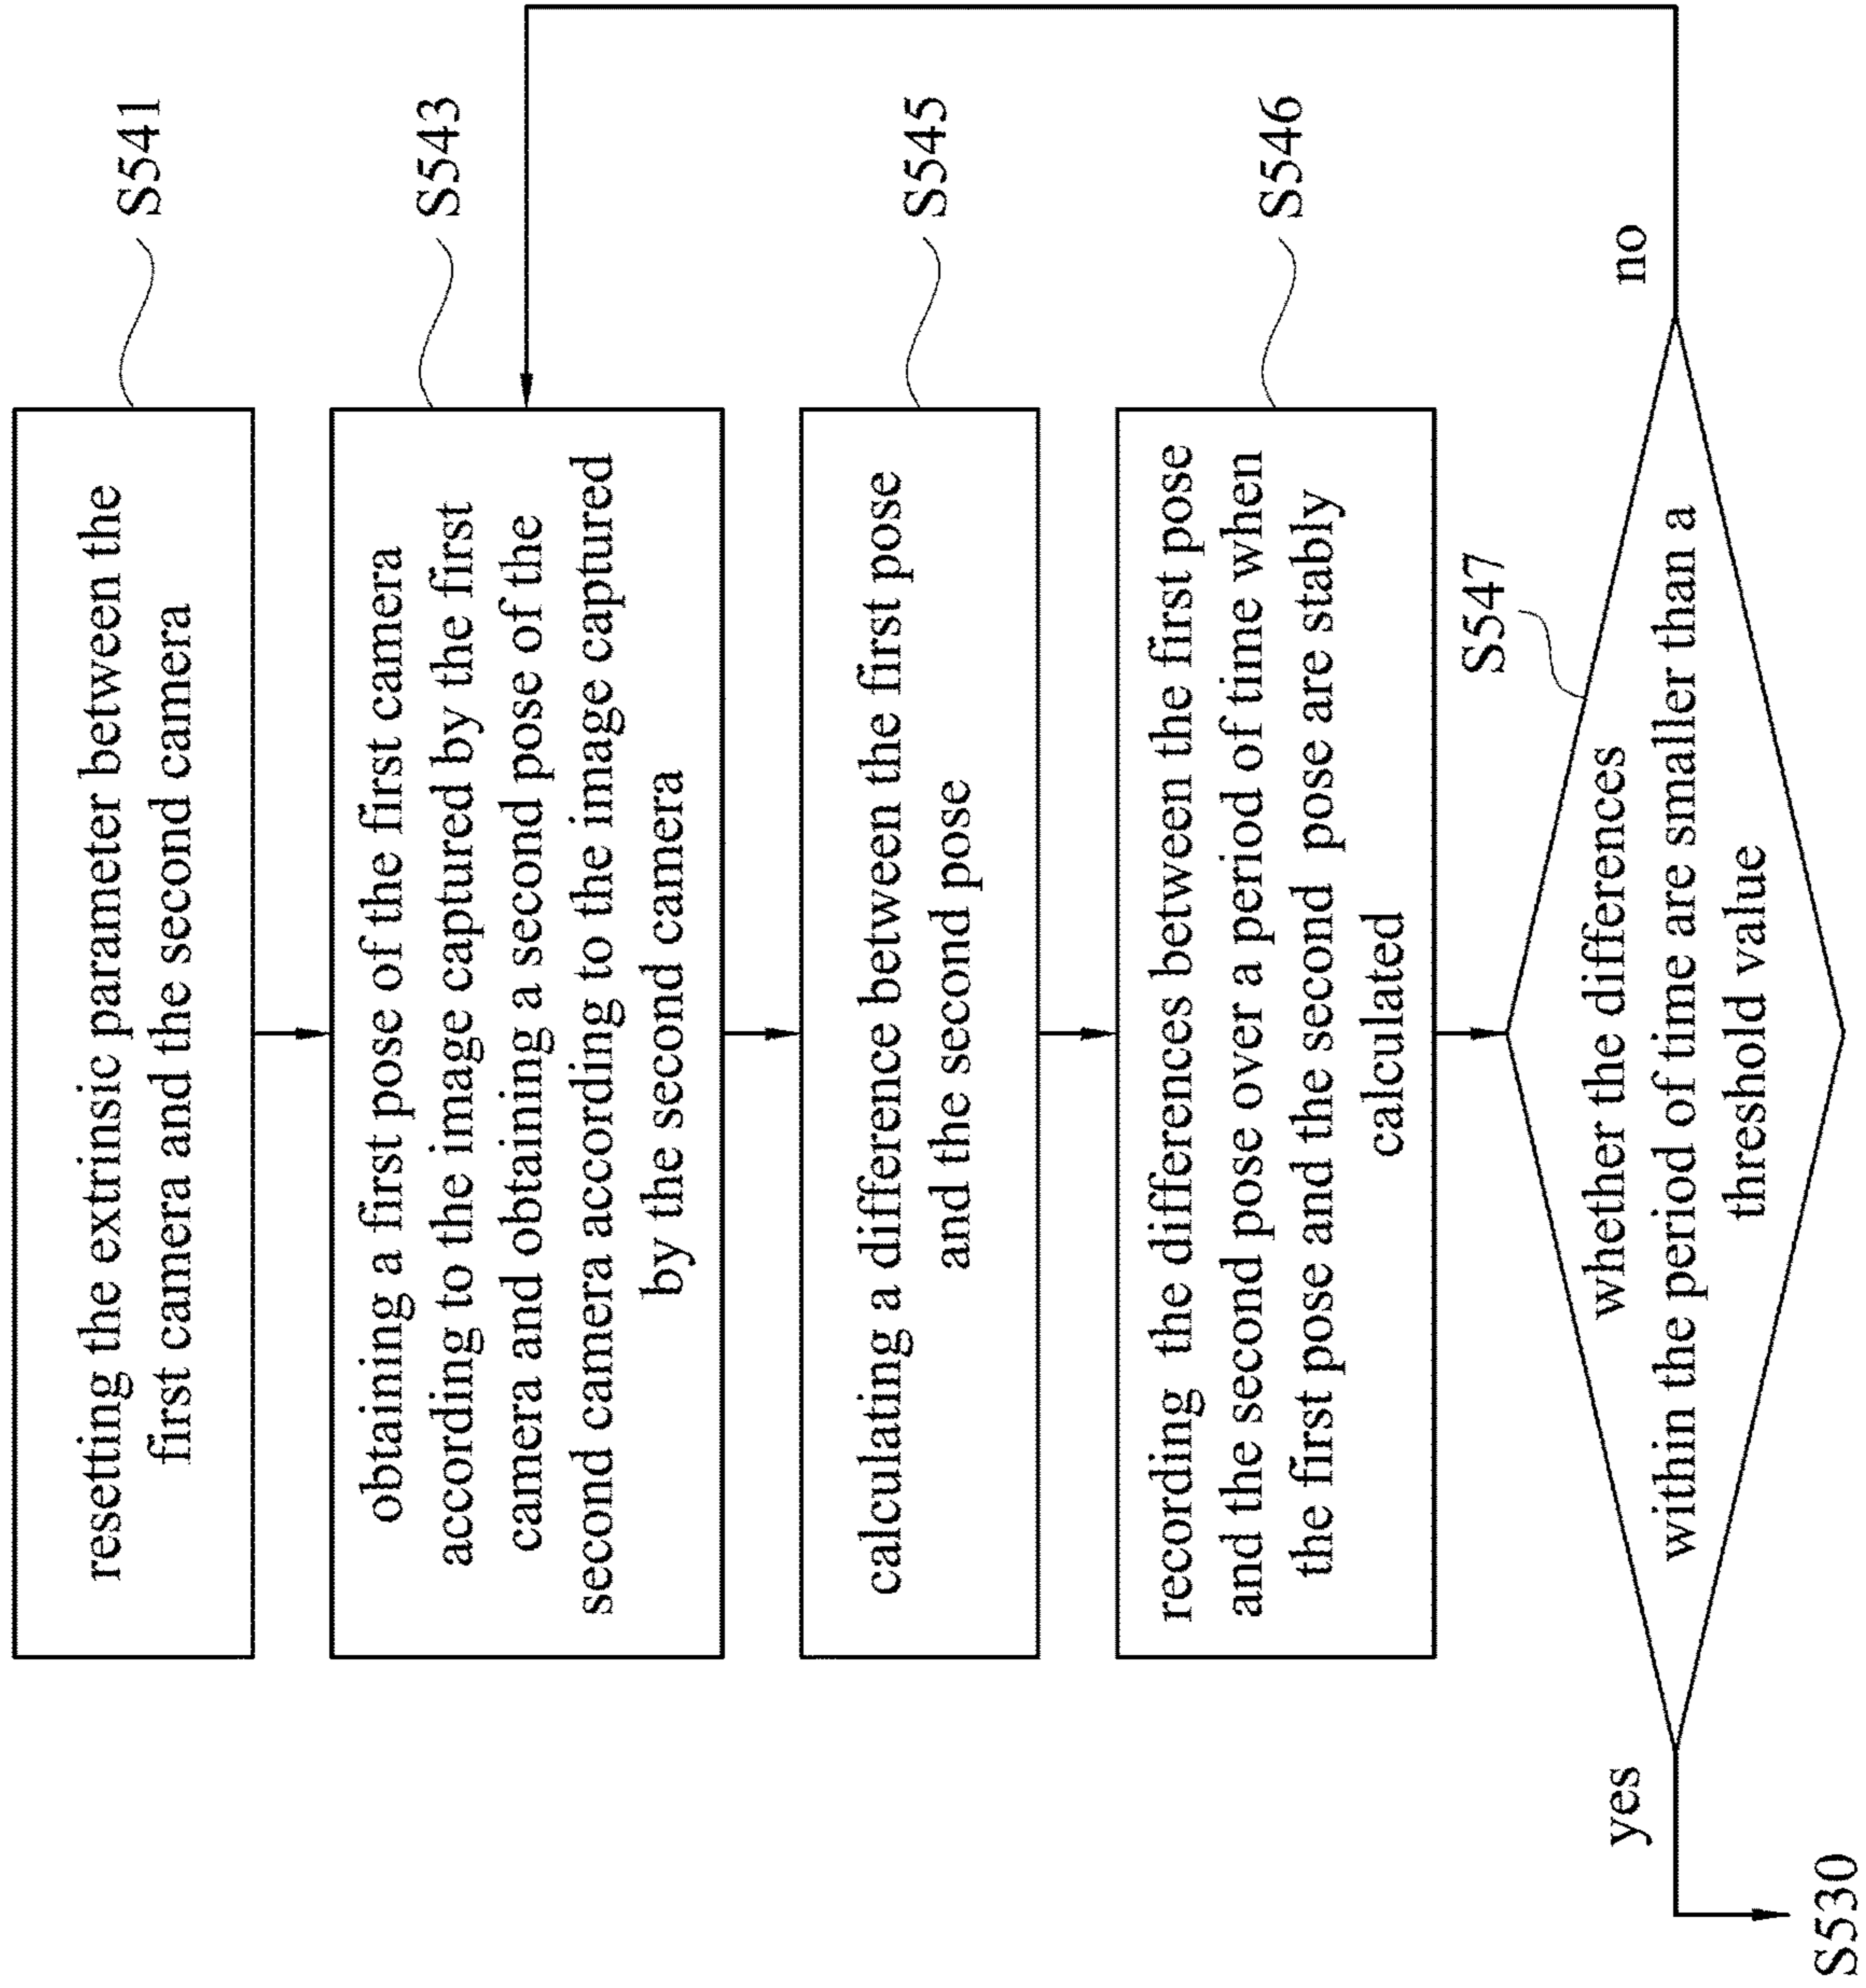 resetting the extrinsic parameter between the
first camera and the second camera
S541
obtaining a first pose of the first camera
according to the image captured by the first
camera and obtaining a second pose of the
second camera according to the image captured
by the second camera
S543
calculating a difference between the first pose
and the second pose
S545
recording the differences between the first pose
and the second pose over a period of time when
the first pose and the second pose are stably
calculated
S546
S547
whether the differences
within the period of time are smaller than a
threshold value
yes
no
S530